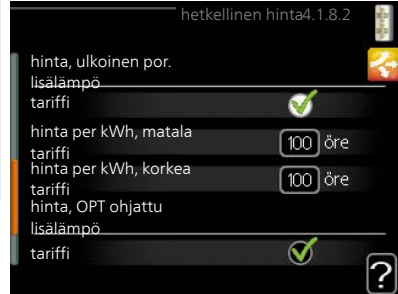 hetkellinen hinta4.1.8.2
hinta, ulkoinen por.
lisälämpö
tariffi
hinta per kWh, matala
tariffi
100 öre
hinta per kWh, korkea
tariffi
100 öre
hinta, OPT ohjattu
lisälämpö
tariffi
?